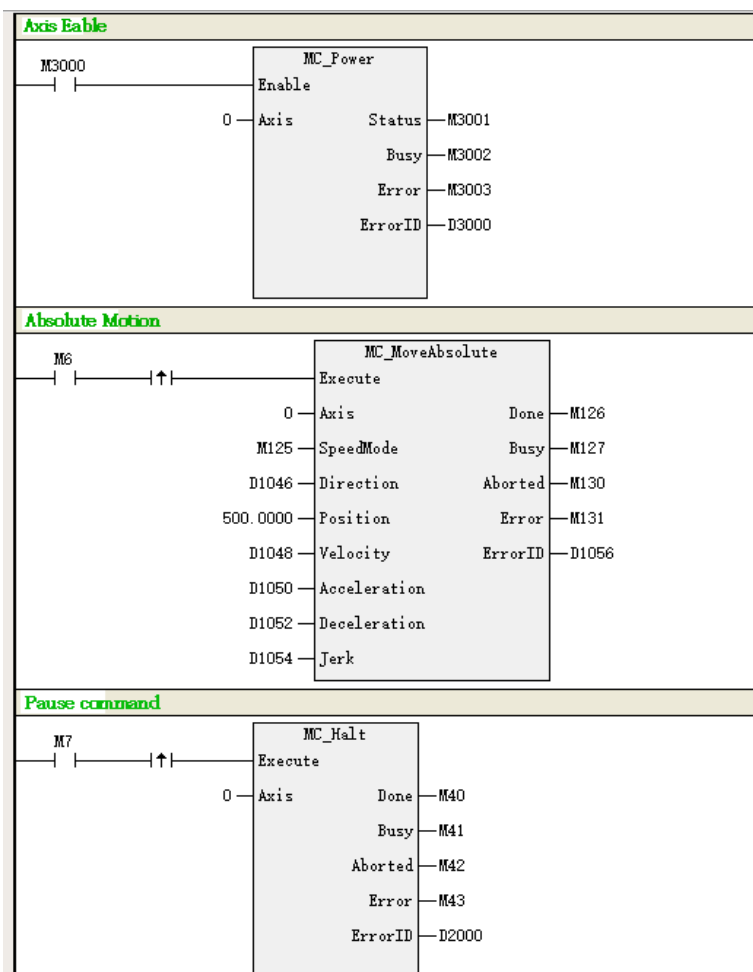 Axis Eable
M3000
MC_Power
Enable
0 Axis Status M3001
Busy M3002
Error M3003
ErrorID D3000
Absolute Motion
M6
MC_MoveAbsolute
Execute
0 Axis Done M126
M125 SpeedMode Busy M127
D1046 Direction Aborted M130
500.0000 Position Error M131
D1048 Velocity ErrorID D1056
D1050 Acceleration
D1052 Deceleration
D1054 Jerk
Pause command
M7
MC_Halt
Execute
0 Axis Done M40
Busy M41
Aborted M42
Error M43
ErrorID D2000